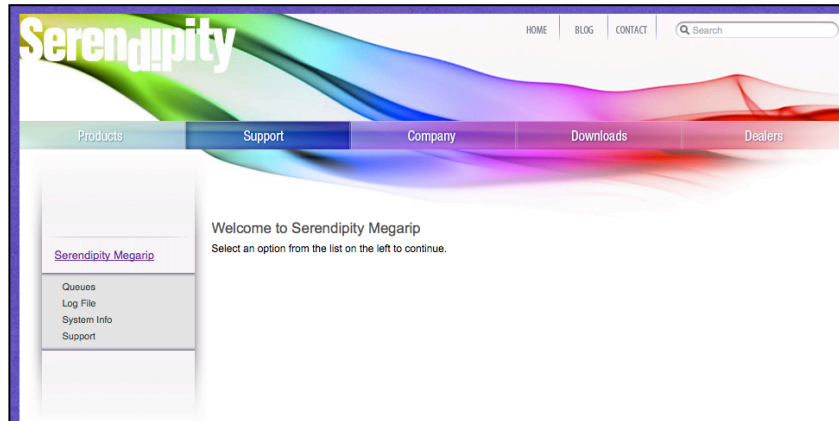 Serendipity
HOME BLOG CONTACT Search
Products Support Company Downloads Dealers
Welcome to Serendipity Megarip
Select an option from the list on the left to continue.
Serendipity Megarip
Queues
Log File
System Info
Support